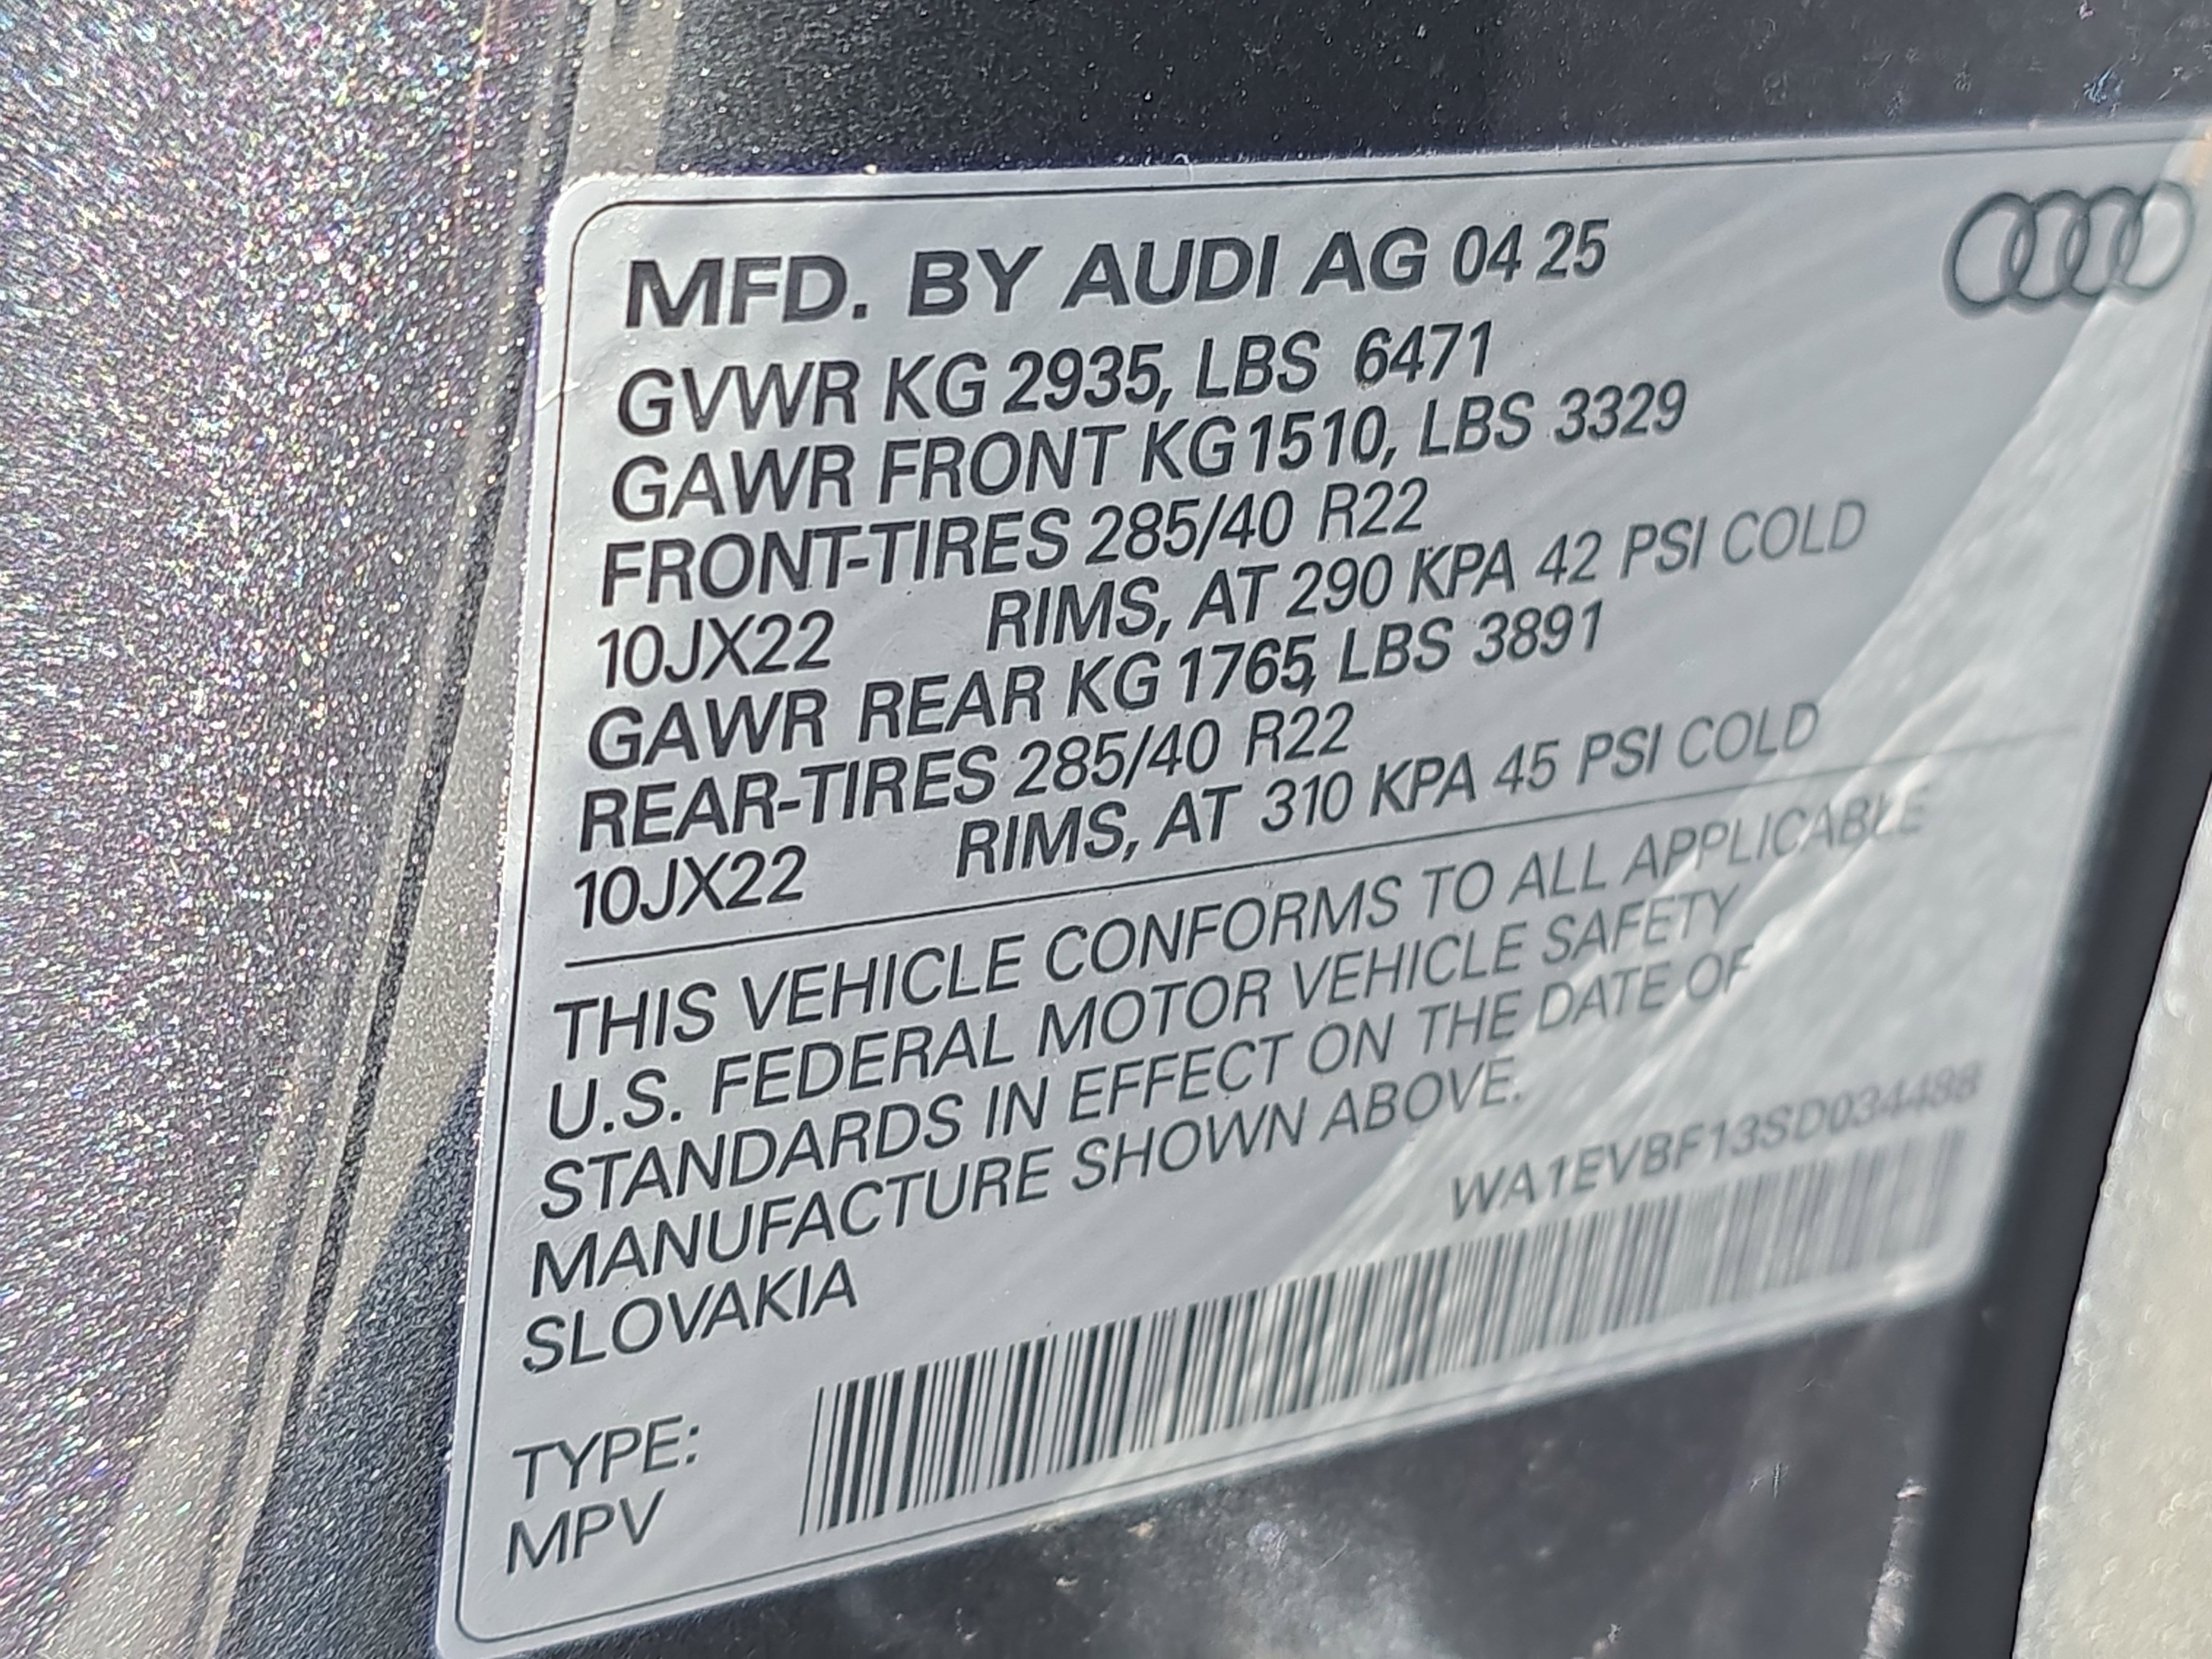 MFD. BY AUDI AG 04 25
GVWR KG 2935, LBS 6471
GAWR FRONT KG 1510, LBS 3329
FRONT-TIRES 285/40 R22
10JX22 RIMS, AT 290 KPA 42 PSI COLD
GAWR REAR KG 1765, LBS 3891
REAR-TIRES 285/40 R22
10JX22 RIMS, AT 310 KPA 45 PSI COLD
THIS VEHICLE CONFORMS TO ALL APPLICABLE
U.S. FEDERAL MOTOR VEHICLE SAFETY
STANDARDS IN EFFECT ON THE DATE OF
MANUFACTURE SHOWN ABOVE.
SLOVAKIA
WA1EVBF13SD034488
TYPE:
MPV